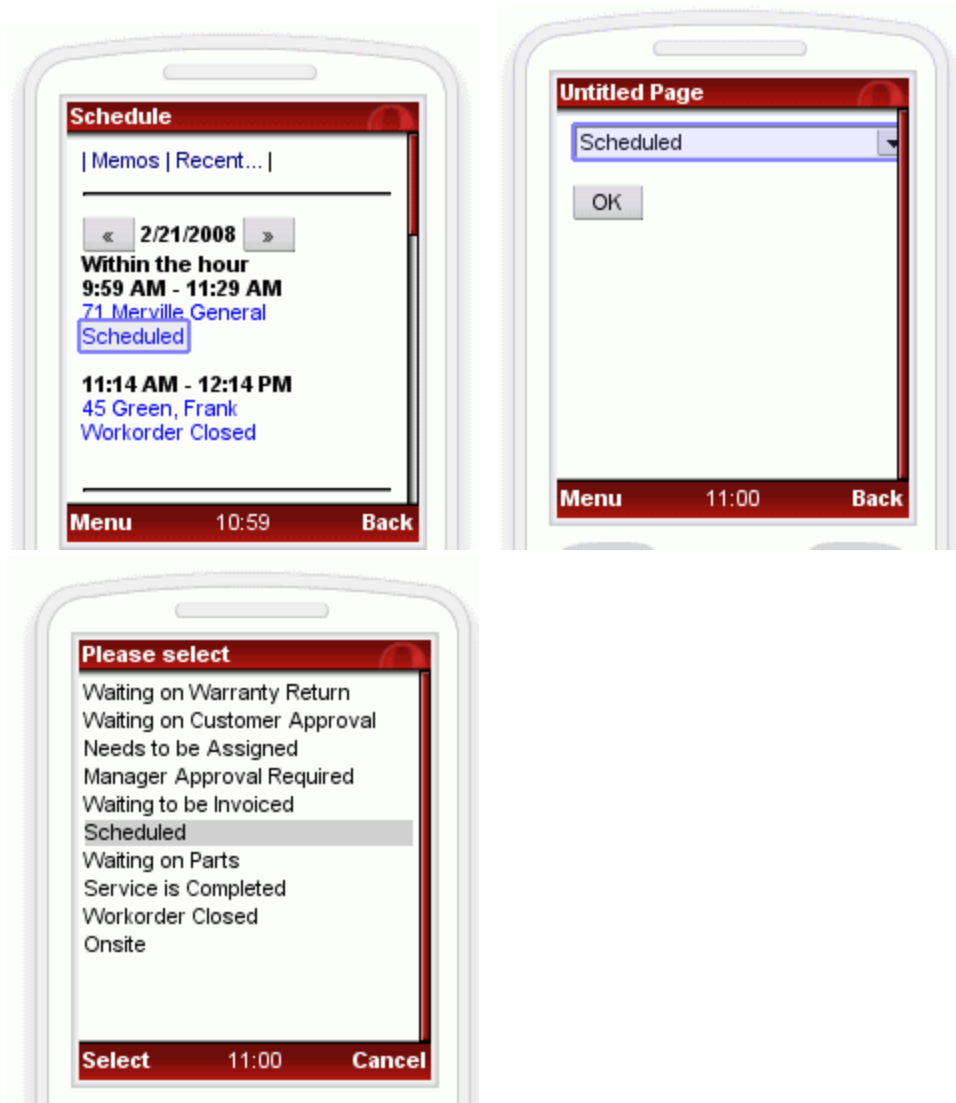 Schedule
| Memos | Recent... |
« 2/21/2008 »
Within the hour
9:59 AM - 11:29 AM
71 Merville General
Scheduled
11:14 AM - 12:14 PM
45 Green, Frank
Workorder Closed
Menu 10:59 Back
Untitled Page
Scheduled
OK
Menu 11:00 Back
Please select
Waiting on Warranty Return
Waiting on Customer Approval
Needs to be Assigned
Manager Approval Required
Waiting to be Invoiced
Scheduled
Waiting on Parts
Service is Completed
Workorder Closed
Onsite
Select 11:00 Cancel